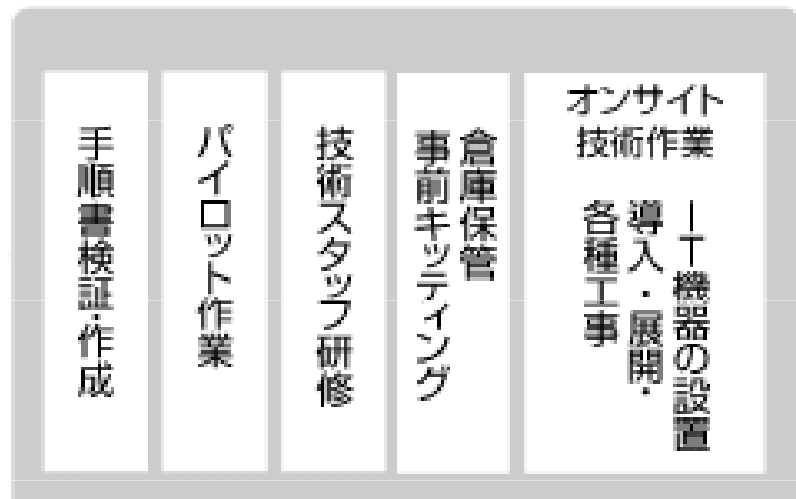 手順書検証・作成
パイロット作業
技術スタッフ研修
倉庫保管
事前キッティング
オンサイト
技術作業
IT機器の設置
導入・展開・
各種工事